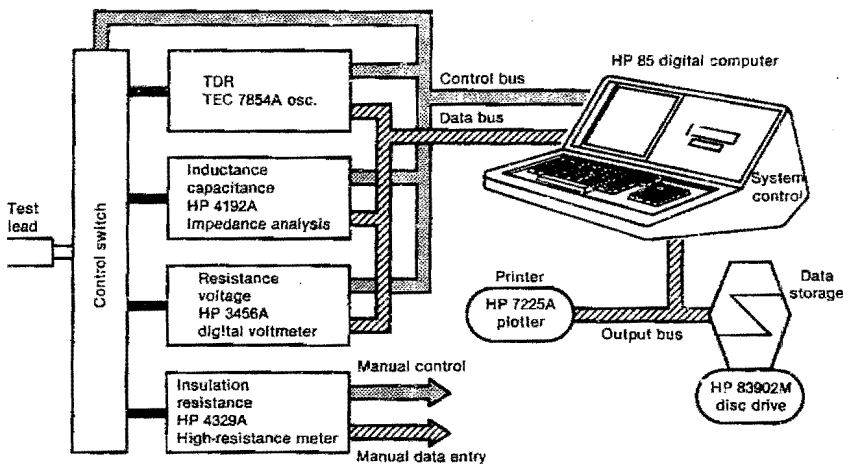 HP 85 digital computer
TDR
TEC 7854A osc.
Control bus
Data bus
Inductance
capacitance
HP 4192A
Impedance analysis
System
control
Test
lead
Control switch
Resistance
voltage
HP 3456A
digital voltmeter
Printer
HP 7225A
plotter
Data
storage
Output bus
Manual control
Insulation
resistance
HP 4329A
High-resistance meter
HP 83902M
disc drive
Manual data entry